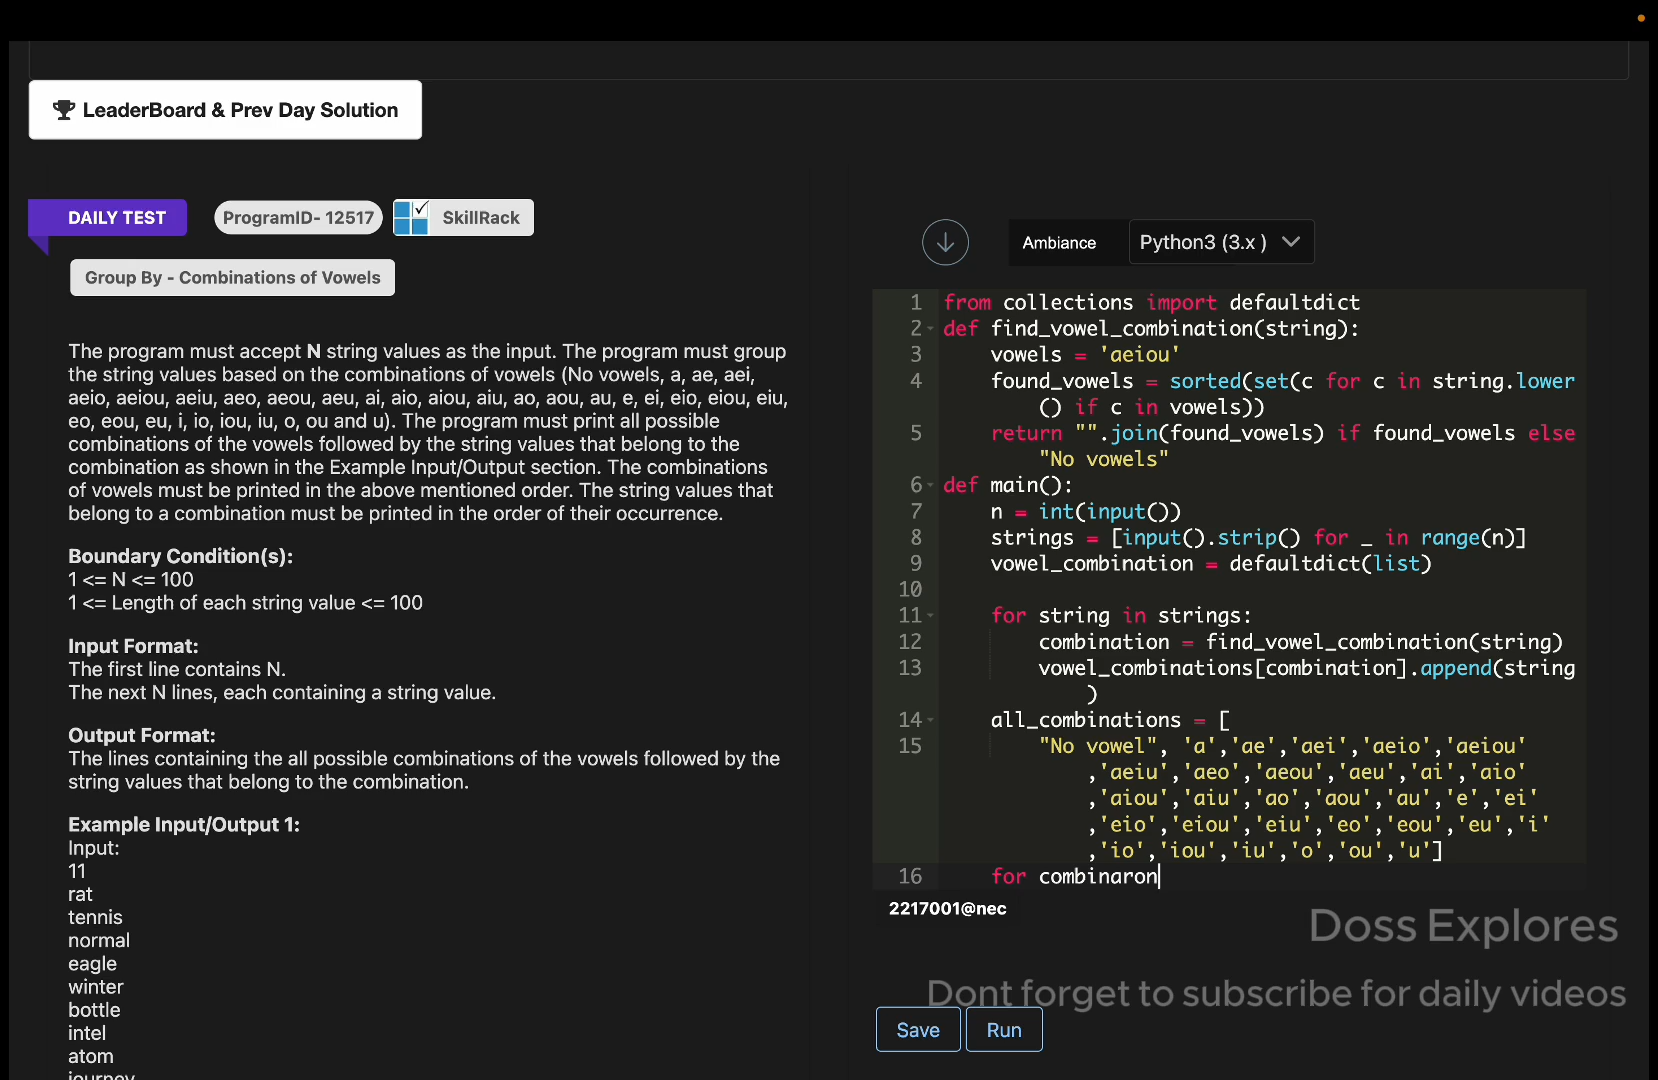 LeaderBoard & Prev Day Solution
DAILY TEST
ProgramID- 12517
SkillRack
Group By - Combinations of Vowels
The program must accept N string values as the input. The program must group
the string values based on the combinations of vowels (No vowels, a, ae, aei,
aeio, aeiou, aeiu, aeo, aeou, aeu, ai, aio, aiou, aiu, ao, aou, au, e, ei, eio, eiou, eiu,
eo, eou, eu, i, io, iou, iu, o, ou and u). The program must print all possible
combinations of the vowels followed by the string values that belong to the
combination as shown in the Example Input/Output section. The combinations
of vowels must be printed in the above mentioned order. The string values that
belong to a combination must be printed in the order of their occurrence.
Boundary Condition(s):
1 <= N <= 100
1 <= Length of each string value <= 100
Input Format:
The first line contains N.
The next N lines, each containing a string value.
Output Format:
The lines containing the all possible combinations of the vowels followed by the
string values that belong to the combination.
Example Input/Output 1:
Input:
11
rat
tennis
normal
eagle
winter
bottle
intel
atom
journey
Ambiance
Python3 (3.x )
1 from collections import defaultdict
2 def find_vowel_combination(string):
3     vowels = 'aeiou'
4     found_vowels = sorted(set(c for c in string.lower
() if c in vowels))
5     return "".join(found_vowels) if found_vowels else
"No vowels"
6 def main():
7     n = int(input())
8     strings = [input().strip() for _ in range(n)]
9     vowel_combination = defaultdict(list)
10
11     for string in strings:
12         combination = find_vowel_combination(string)
13         vowel_combinations[combination].append(string
)
14     all_combinations = [
15         "No vowel", 'a','ae','aei','aeio','aeiou'
,'aeiu','aeo','aeou','aeu','ai','aio'
,'aiou','aiu','ao','aou','au','e','ei'
,'eio','eiou','eiu','eo','eou','eu','i'
,'io','iou','iu','o','ou','u']
16     for combinaron
2217001@nec
Doss Explores
Dont forget to subscribe for daily videos
Save
Run